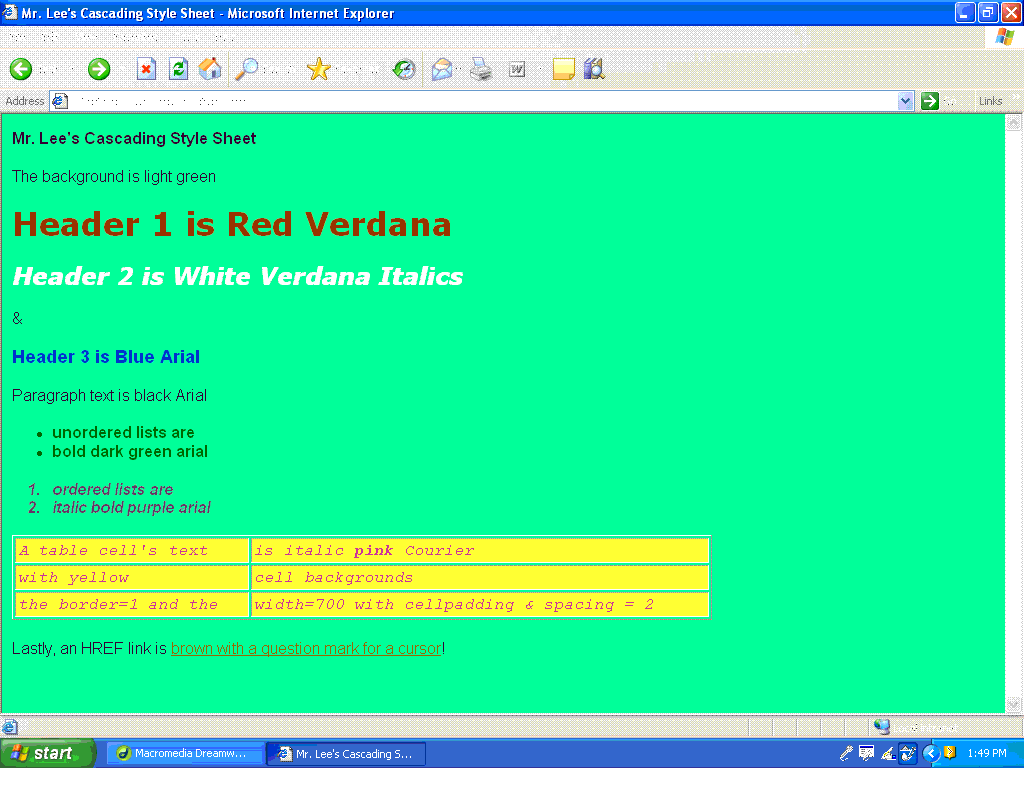 Mr. Lee's Cascading Style Sheet - Microsoft Internet Explorer
Address
Links
Mr. Lee's Cascading Style Sheet
The background is light green
Header 1 is Red Verdana
Header 2 is White Verdana Italics
&
Header 3 is Blue Arial
Paragraph text is black Arial
• unordered lists are
• bold dark green arial
1. ordered lists are
2. italic bold purple arial
A table cell's text is italic pink Courier
with yellow cell backgrounds
the border=1 and the width=700 with cellpadding & spacing = 2
Lastly, an HREF link is brown with a question mark for a cursor!
start Macromedia Dreamw... Mr. Lee's Cascading S... 1:49 PM